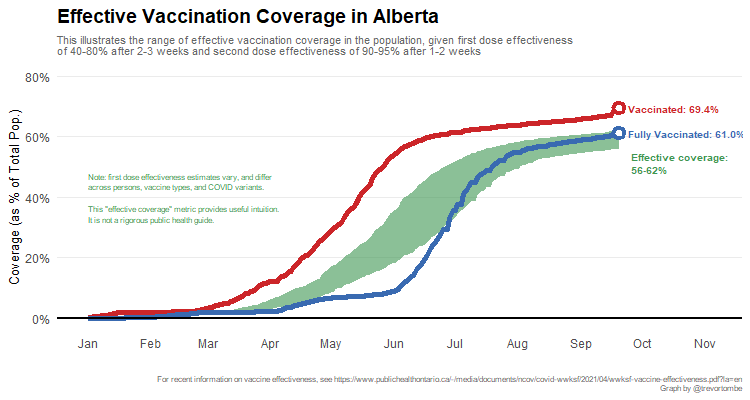 Effective Vaccination Coverage in Alberta
This illustrates the range of effective vaccination coverage in the population, given first dose effectiveness
of 40-80% after 2-3 weeks and second dose effectiveness of 90-95% after 1-2 weeks
80%
60%
40%
20%
0%
Coverage (as % of Total Pop.)
Vaccinated: 69.4%
Fully Vaccinated: 61.0%
Effective coverage:
56-62%
Note: first dose effectiveness estimates vary, and differ
across persons, vaccine types, and COVID variants.
This "effective coverage" metric provides useful intuition.
It is not a rigorous public health guide.
Jan Feb Mar Apr May Jun Jul Aug Sep Oct Nov
For recent information on vaccine effectiveness, see https://www.publichealthontario.ca/-/media/documents/ncov/covid-wwksf/2021/04/wwksf-vaccine-effectiveness.pdf?la=en
Graph by @trevortombe